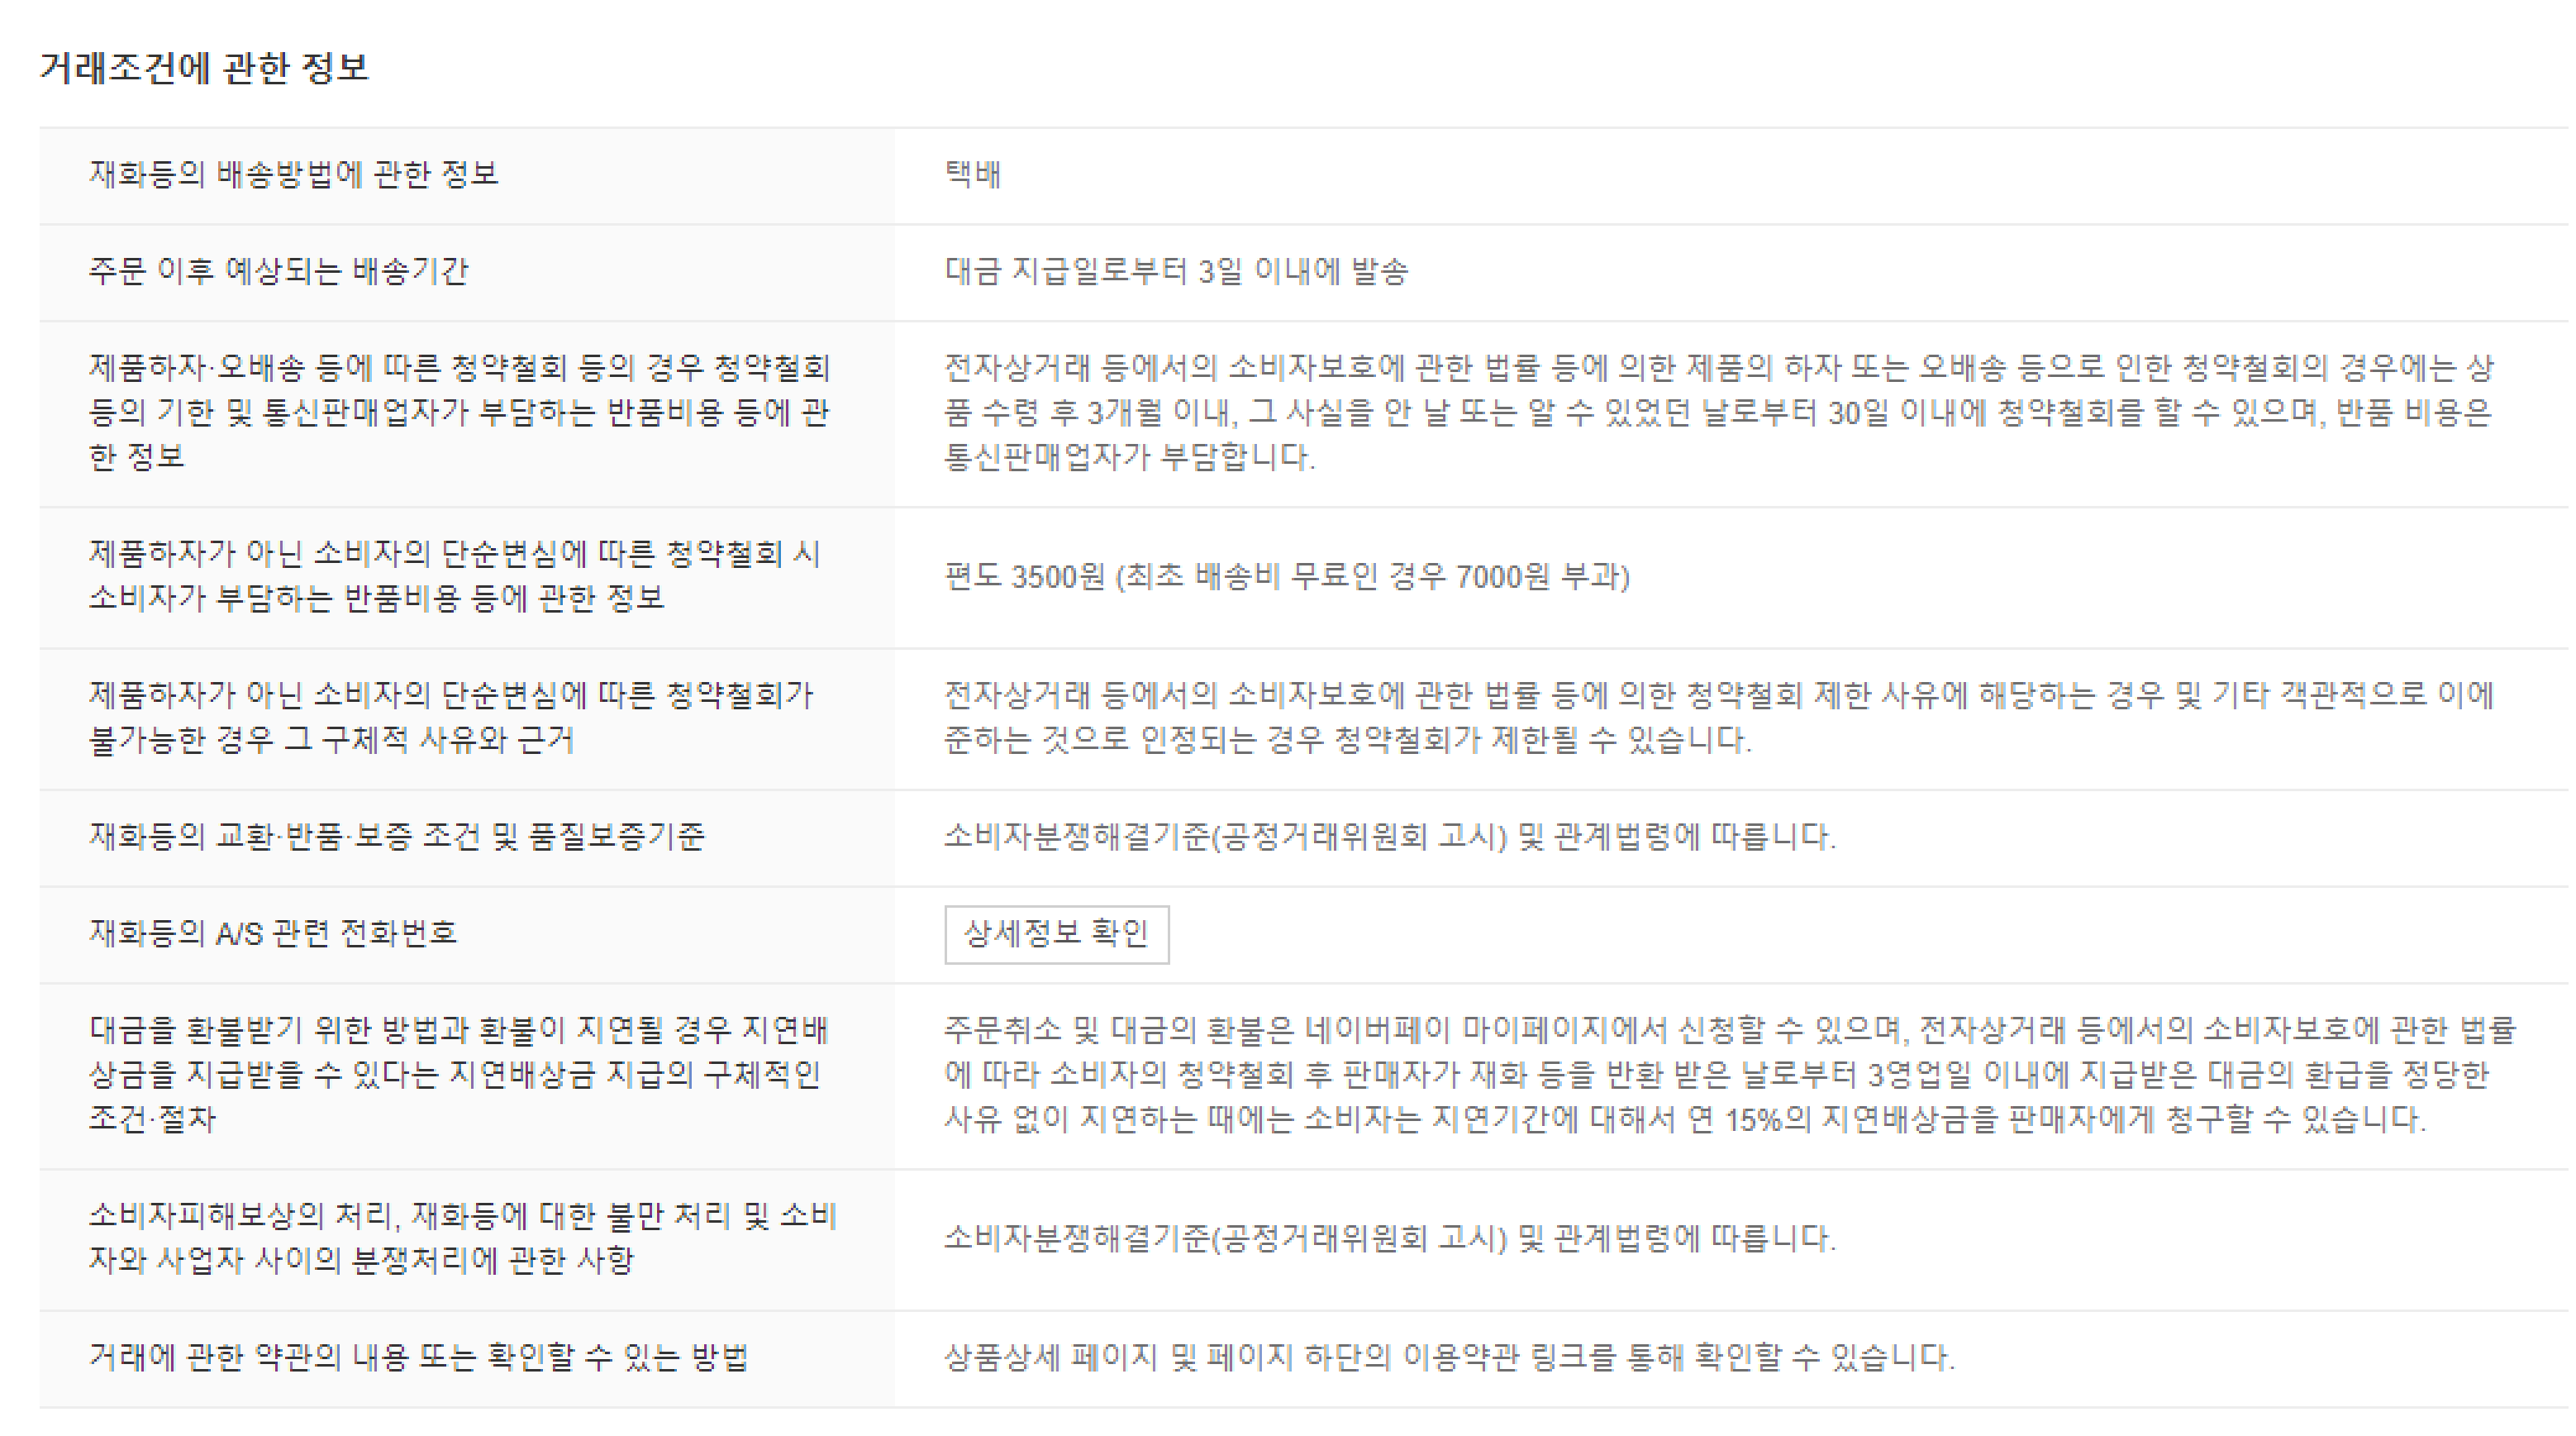 거래조건에 관한 정보
재화등의 배송방법에 관한 정보
택배
주문 이후 예상되는 배송기간
대금 지급일로부터 3일 이내에 발송
제품하자·오배송 등에 따른 청약철회 등의 경우 청약철회
등의 기한 및 통신판매업자가 부담하는 반품비용 등에 관
한 정보
전자상거래 등에서의 소비자보호에 관한 법률 등에 의한 제품의 하자 또는 오배송 등으로 인한 청약철회의 경우에는 상
품 수령 후 3개월 이내, 그 사실을 안 날 또는 알 수 있었던 날로부터 30일 이내에 청약철회를 할 수 있으며, 반품 비용은
통신판매업자가 부담합니다.
제품하자가 아닌 소비자의 단순변심에 따른 청약철회 시
소비자가 부담하는 반품비용 등에 관한 정보
편도 3500원 (최초 배송비 무료인 경우 7000원 부과)
제품하자가 아닌 소비자의 단순변심에 따른 청약철회가
불가능한 경우 그 구체적 사유와 근거
전자상거래 등에서의 소비자보호에 관한 법률 등에 의한 청약철회 제한 사유에 해당하는 경우 및 기타 객관적으로 이에
준하는 것으로 인정되는 경우 청약철회가 제한될 수 있습니다.
재화등의 교환·반품·보증 조건 및 품질보증기준
소비자분쟁해결기준(공정거래위원회 고시) 및 관계법령에 따릅니다.
재화등의 A/S 관련 전화번호
상세정보 확인
대금을 환불받기 위한 방법과 환불이 지연될 경우 지연배
상금을 지급받을 수 있다는 지연배상금 지급의 구체적인
조건·절차
주문취소 및 대금의 환불은 네이버페이 마이페이지에서 신청할 수 있으며, 전자상거래 등에서의 소비자보호에 관한 법률
에 따라 소비자의 청약철회 후 판매자가 재화 등을 반환 받은 날로부터 3영업일 이내에 지급받은 대금의 환급을 정당한
사유 없이 지연하는 때에는 소비자는 지연기간에 대해서 연 15%의 지연배상금을 판매자에게 청구할 수 있습니다.
소비자피해보상의 처리, 재화등에 대한 불만 처리 및 소비
자와 사업자 사이의 분쟁처리에 관한 사항
소비자분쟁해결기준(공정거래위원회 고시) 및 관계법령에 따릅니다.
거래에 관한 약관의 내용 또는 확인할 수 있는 방법
상품상세 페이지 및 페이지 하단의 이용약관 링크를 통해 확인할 수 있습니다.